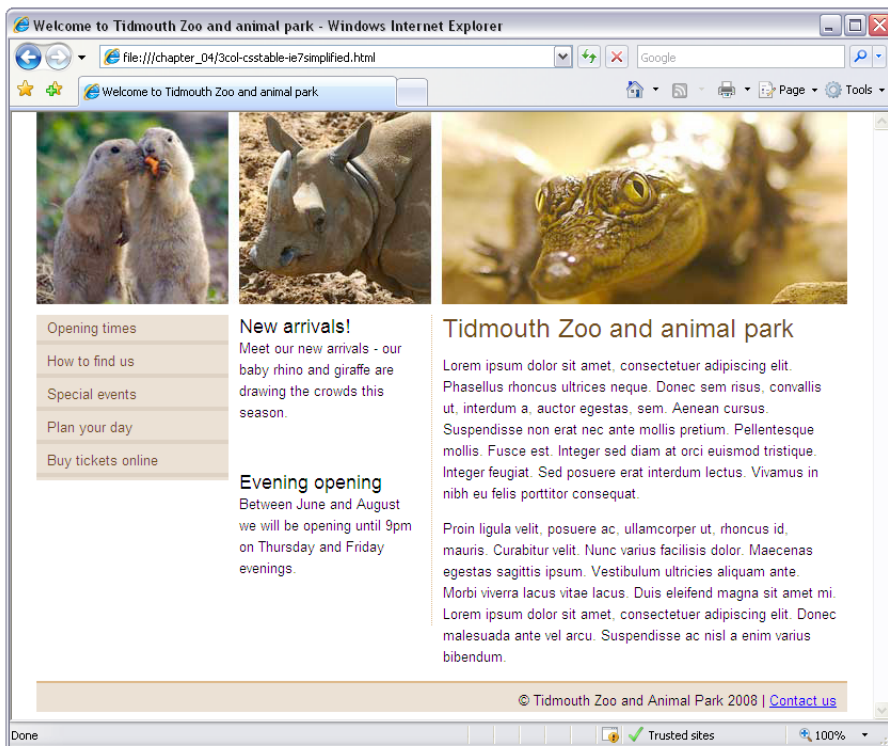 Welcome to Tidmouth Zoo and animal park - Windows Internet Explorer
file:///chapter_04/3col-csstable-ie7simplified.html
Google
Welcome to Tidmouth Zoo and animal park
Page
Tools
Opening times
How to find us
Special events
Plan your day
Buy tickets online
New arrivals!
Meet our new arrivals - our
baby rhino and giraffe are
drawing the crowds this
season.
Evening opening
Between June and August
we will be opening until 9pm
on Thursday and Friday
evenings.
Tidmouth Zoo and animal park
Lorem ipsum dolor sit amet, consectetuer adipiscing elit.
Phasellus rhoncus ultrices neque. Donec sem risus, convallis
ut, interdum a, auctor egestas, sem. Aenean cursus.
Suspendisse non erat nec ante mollis pretium. Pellentesque
mollis. Fusce est. Integer sed diam at orci euismod tristique.
Integer feugiat. Sed posuere erat interdum lectus. Vivamus in
nibh eu felis porttitor consequat.
Proin ligula velit, posuere ac, ullamcorper ut, rhoncus id,
mauris. Curabitur velit. Nunc varius facilisis dolor. Maecenas
egestas sagittis ipsum. Vestibulum ultricies aliquam ante.
Morbi viverra lacus vitae lacus. Duis eleifend magna sit amet mi.
Lorem ipsum dolor sit amet, consectetuer adipiscing elit. Donec
malesuada ante vel arcu. Suspendisse ac nisl a enim varius
bibendum.
© Tidmouth Zoo and Animal Park 2008 | Contact us
Done
Trusted sites
100%